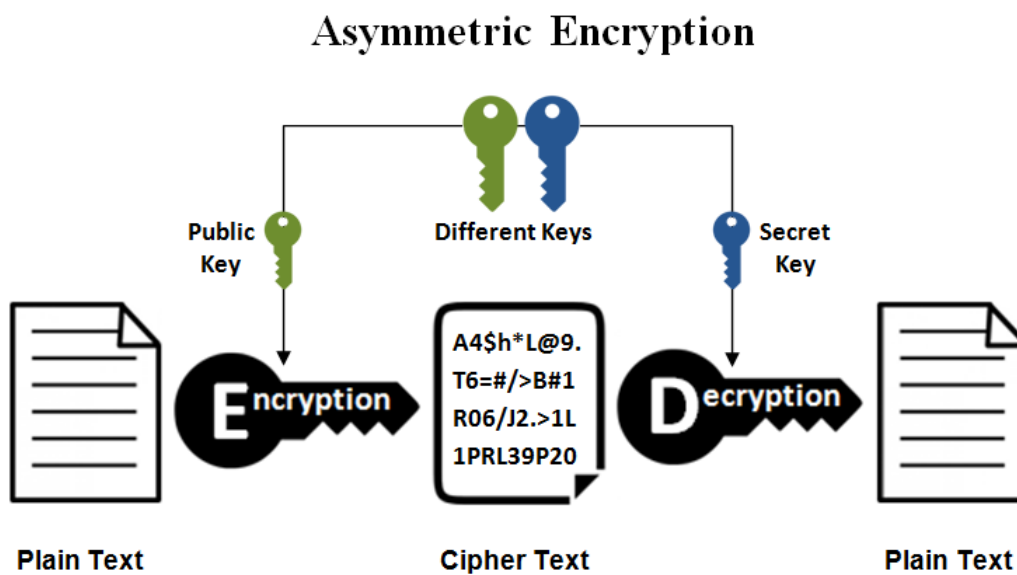 Asymmetric Encryption
Public
Key
Different Keys
Secret
Key
Encryption
A4$h*L@9.
T6=#/>B#1
R06/J2.>1L
1PRL39P20
Decryption
Plain Text
Cipher Text
Plain Text